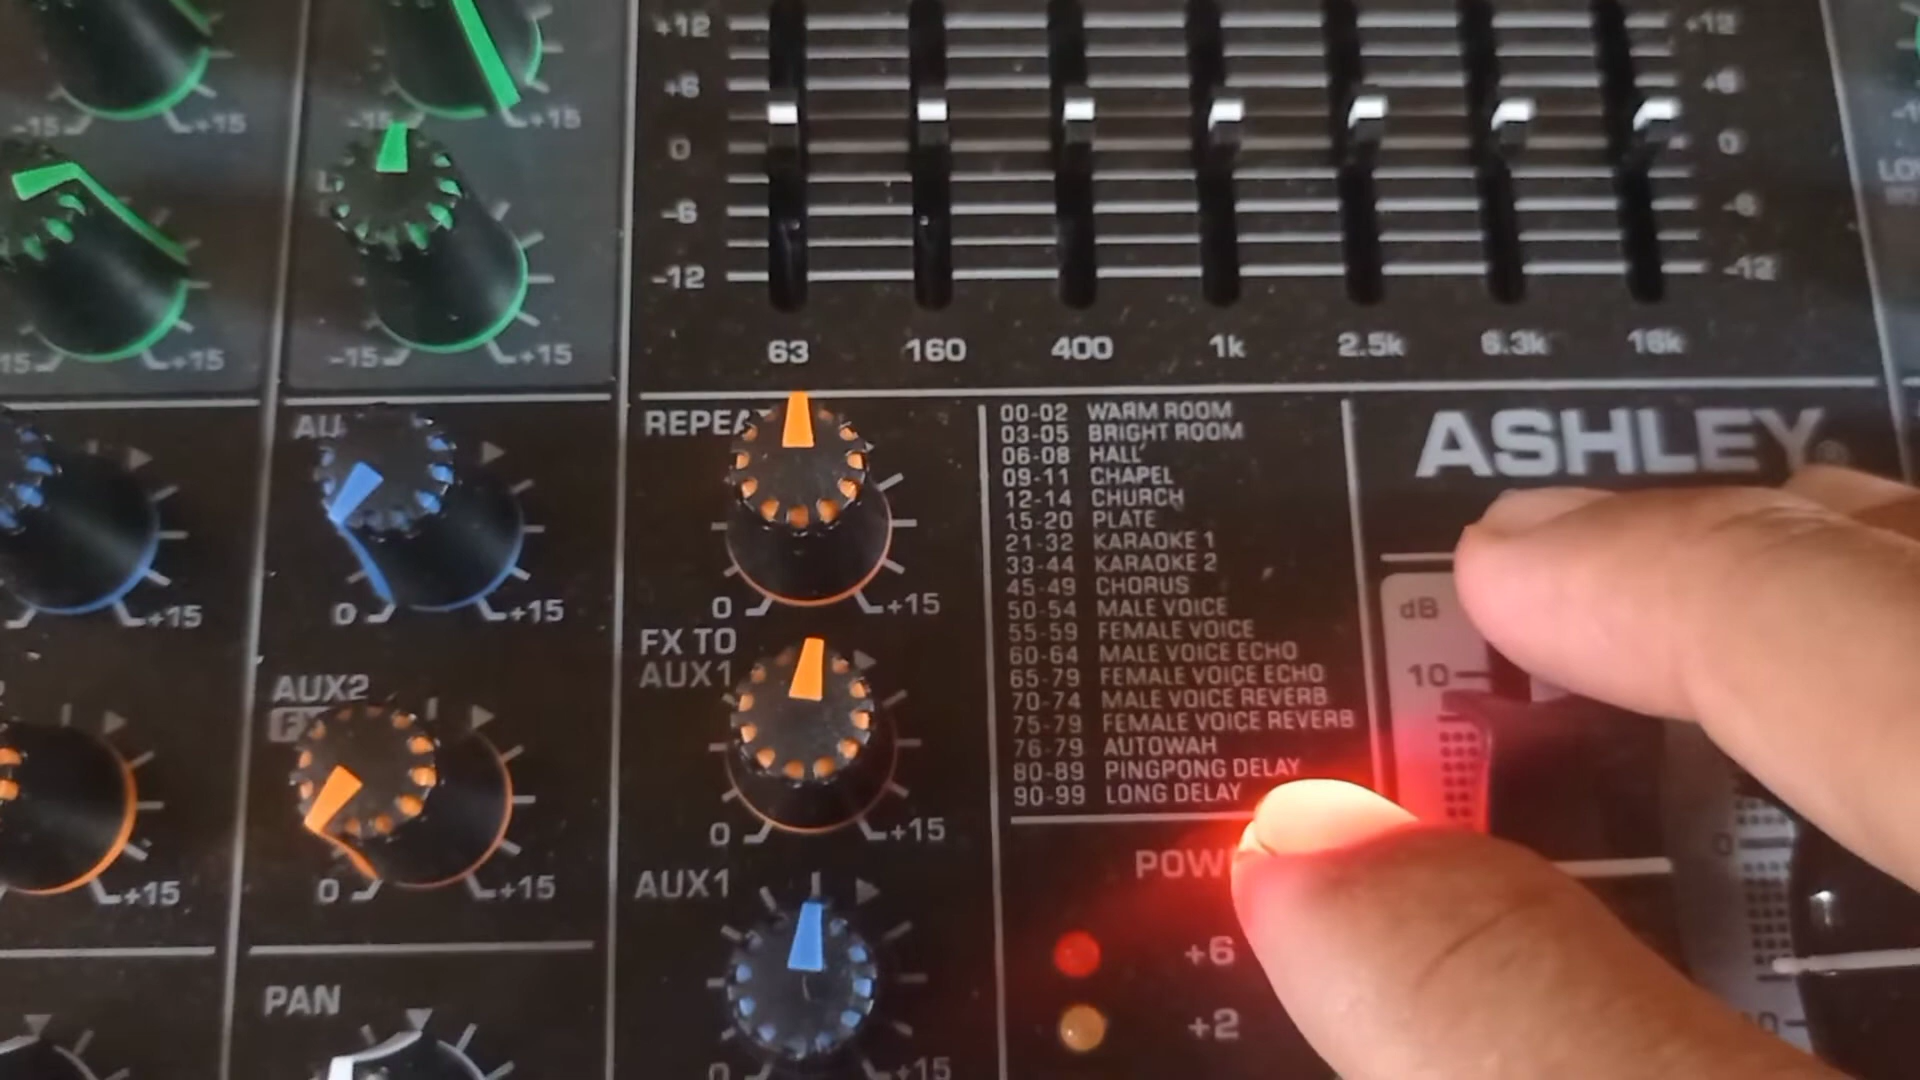 +12 +12
+6 +6
0 0
-6 -6
-12 -12
63 160 400 1k 2.5k 6.3k 16k
-15 +15 -15 +15
-15 +15
15 +15
ASHLEY
00-02 WARM ROOM
03-05 BRIGHT ROOM
06-08 HALL
09-11 CHAPEL
12-14 CHURCH
15-20 PLATE
21-32 KARAOKE 1
33-44 KARAOKE 2
45-49 CHORUS
50-54 MALE VOICE
55-59 FEMALE VOICE
60-64 MALE VOICE ECHO
65-79 FEMALE VOICE ECHO
70-74 MALE VOICE REVERB
75-79 FEMALE VOICE REVERB
76-79 AUTOWAH
80-89 PINGPONG DELAY
90-99 LONG DELAY
+15 0 +15 0 +15
FX TO
AUX1
dB
10
AUX2
0 +15
+15 0 +15
AUX1
0 +15
+6
+2
PAN
0